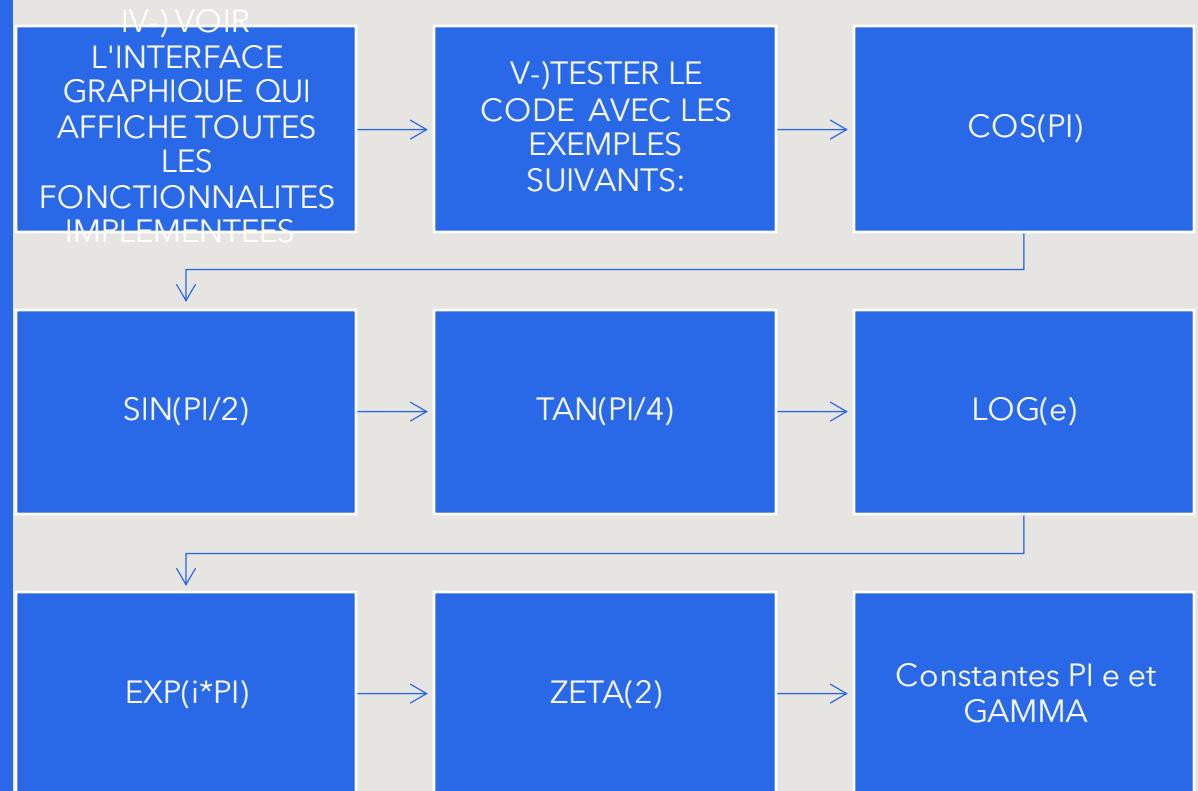 IV-) VOIR
L'INTERFACE
GRAPHIQUE QUI
AFFICHE TOUTES
LES
FONCTIONNALITES
IMPLEMENTEES
V-)TESTER LE
CODE AVEC LES
EXEMPLES
SUIVANTS:
COS(PI)
SIN(PI/2)
TAN(PI/4)
LOG(e)
EXP(i*PI)
ZETA(2)
Constantes PI e et
GAMMA